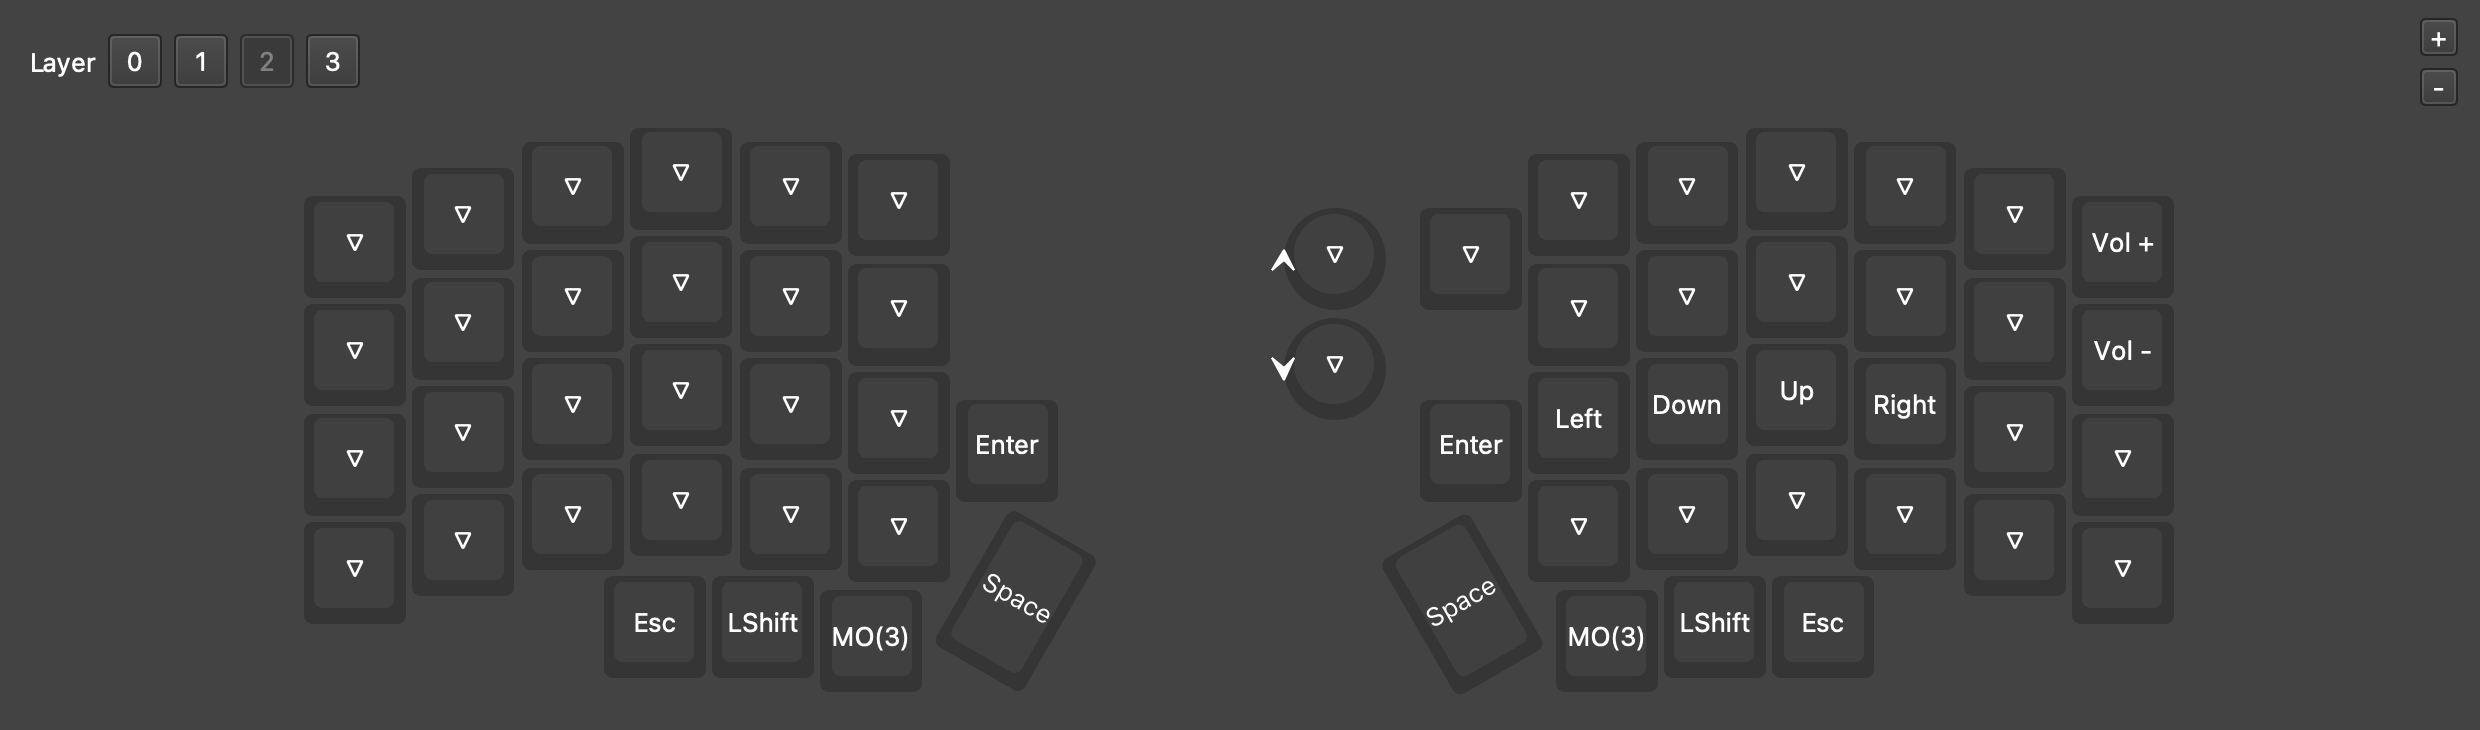 Layer 0 1 2 3
+
-
▽ ▽ ▽ ▽ ▽ ▽ ▽ ▽ ▽ ▽ ▽ ▽ ▽ Vol +
▽ ▽ ▽ ▽ ▽ ▽ ▽ ▽ ▽ ▽ ▽ ▽ Vol -
▽ ▽ ▽ ▽ ▽ ▽ Enter Enter Left Down Up Right ▽ ▽
▽ ▽ ▽ ▽ ▽ ▽ ▽ ▽ ▽ ▽ ▽ ▽
Esc LShift MO(3) Space Space MO(3) LShift Esc